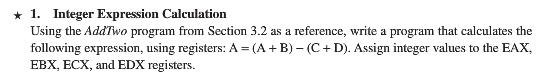 ★ 1. Integer Expression Calculation
Using the AddTwo program from Section 3.2 as a reference, write a program that calculates the
following expression, using registers: A = (A + B) − (C + D). Assign integer values to the EAX,
EBX, ECX, and EDX registers.